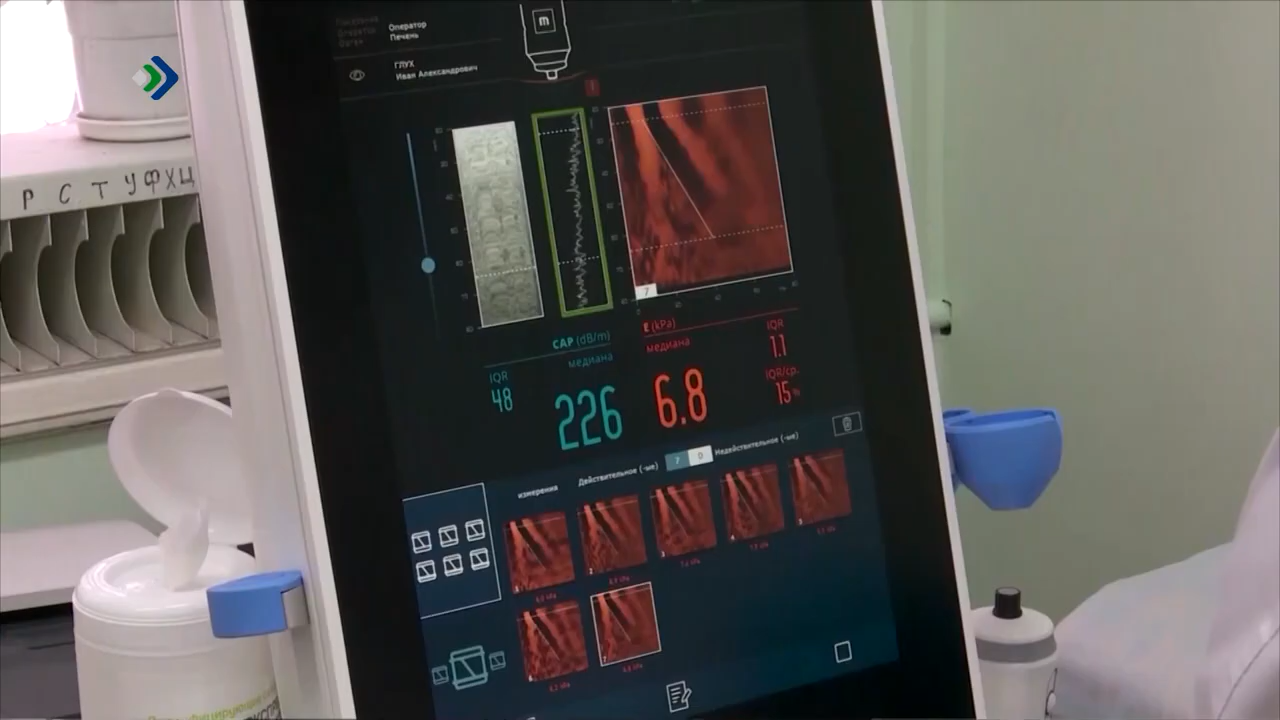 Оператор
Печень
ГЛУХ
Иван Александрович
m
Р С Т У Ф Х Ц
7
CAP (dB/m)
медиана
IQR
48
226
E (kPa)
медиана
6.8
IQR
1.1
IQR/ср.
15 %
измерения
Действительное (-ые)
7 0
Недействительное (-ые)